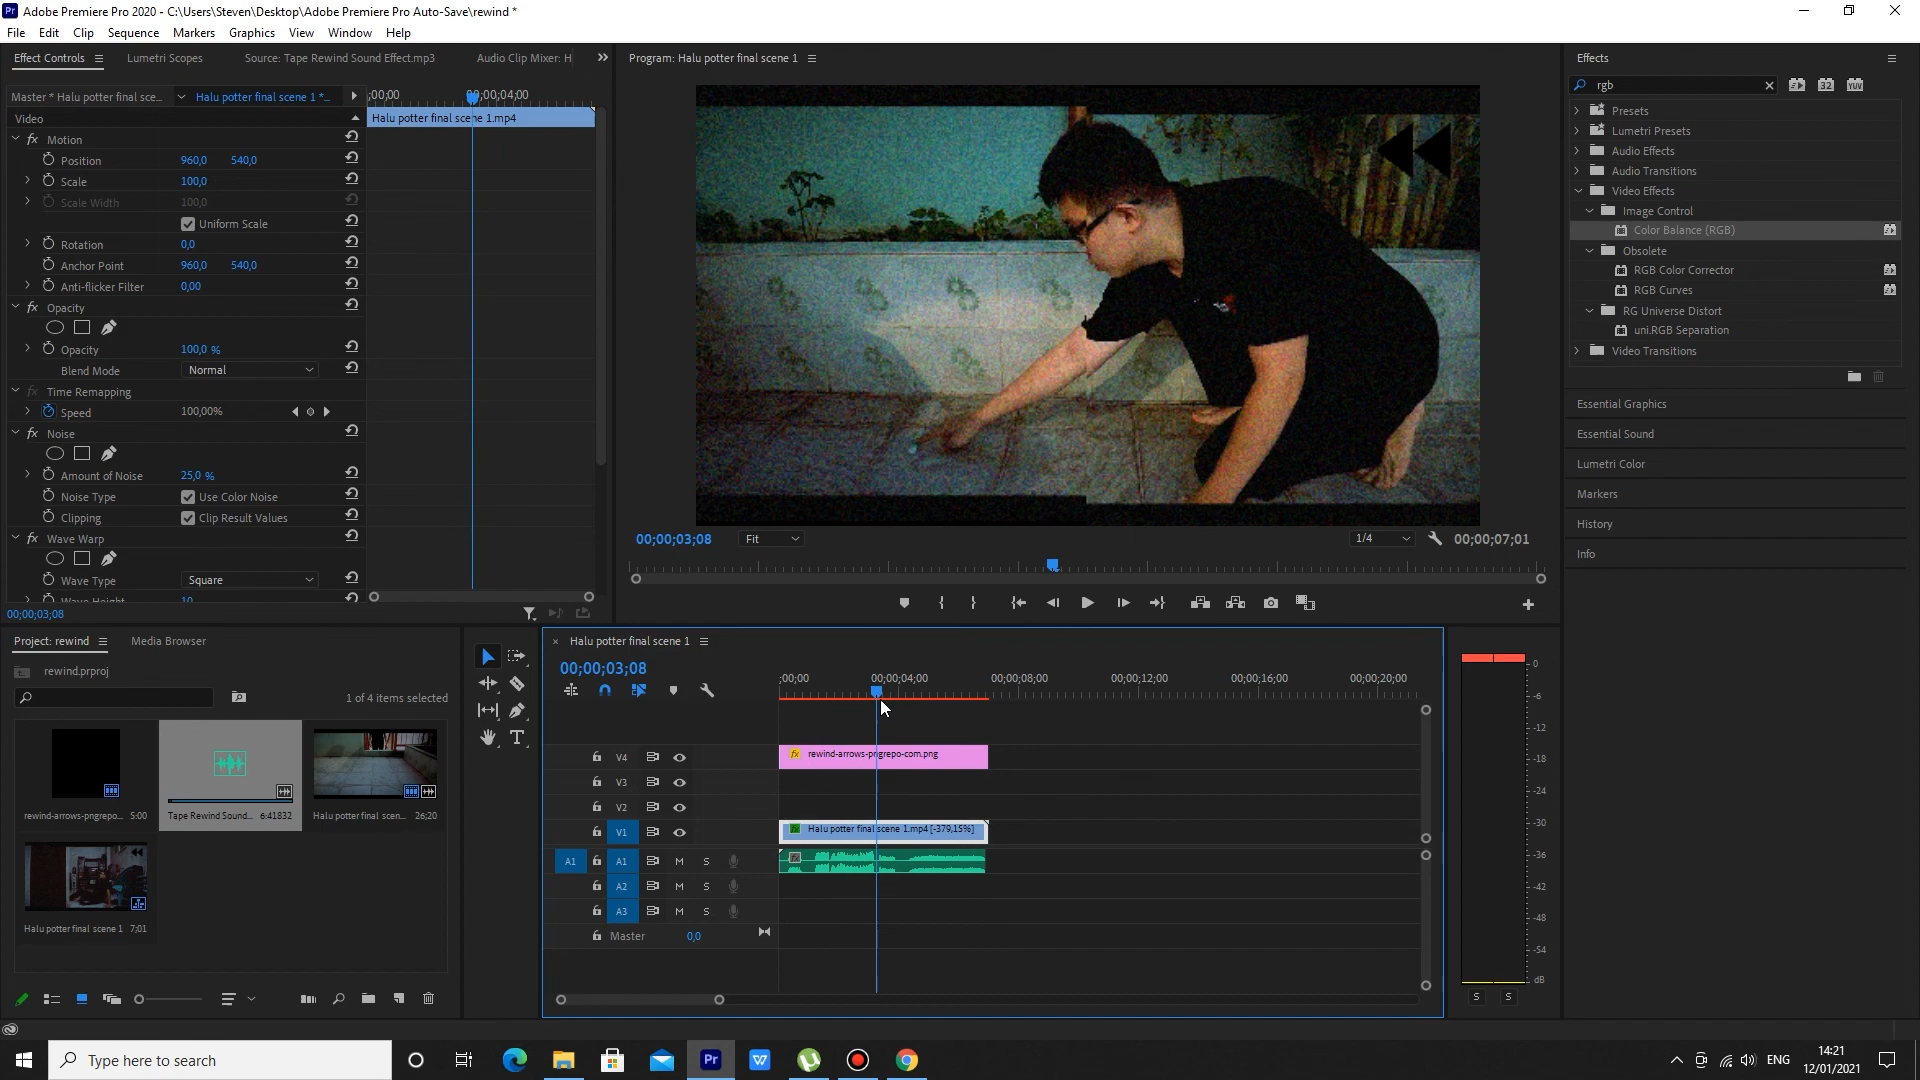 Pr Adobe Premiere Pro 2020 - C:\Users\Steven\Desktop\Adobe Premiere Pro Auto-Save\rewind *
File Edit Clip Sequence Markers Graphics View Window Help
Effect Controls Lumetri Scopes Source: Tape Rewind Sound Effect.mp3 Audio Clip Mixer: H
Master * Halu potter final sce... Halu potter final scene 1 *...
;00;00 00;00;04;00
Video
Halu potter final scene 1.mp4
fx Motion
Position 960,0 540,0
Scale 100,0
Scale Width 100,0
Uniform Scale
Rotation 0,0
Anchor Point 960,0 540,0
Anti-flicker Filter 0,00
fx Opacity
Opacity 100,0 %
Blend Mode Normal
fx Time Remapping
Speed 100,00%
fx Noise
Amount of Noise 25,0 %
Noise Type Use Color Noise
Clipping Clip Result Values
fx Wave Warp
Wave Type Square
Wave Height 10
00;00;03;08
Program: Halu potter final scene 1
00;00;03;08 Fit 1/4 00;00;07;01
Effects
rgb
32 YUV
Presets
Lumetri Presets
Audio Effects
Audio Transitions
Video Effects
Image Control
Color Balance (RGB)
Obsolete
RGB Color Corrector
RGB Curves
RG Universe Distort
uni.RGB Separation
Video Transitions
Essential Graphics
Essential Sound
Lumetri Color
Markers
History
Info
Project: rewind Media Browser
rewind.prproj
1 of 4 items selected
rewind-arrows-pngrepo... 5:00
Tape Rewind Sound... 6:41832
Halu potter final scen... 26;20
Halu potter final scene 1 7;01
× Halu potter final scene 1
00;00;03;08
;00;00 00;00;04;00 00;00;08;00 00;00;12;00 00;00;16;00 00;00;20;00
V4 fx rewind-arrows-pngrepo-com.png
V3
V2
V1 fx Halu potter final scene 1.mp4 [-379,15%]
A1 A1 M S fx
A2 M S
A3 M S
Master 0,0
0
-6
-12
-18
-24
-30
-36
-42
-48
-54
dB
S S
Type here to search
Pr
W
ENG
14:21
12/01/2021